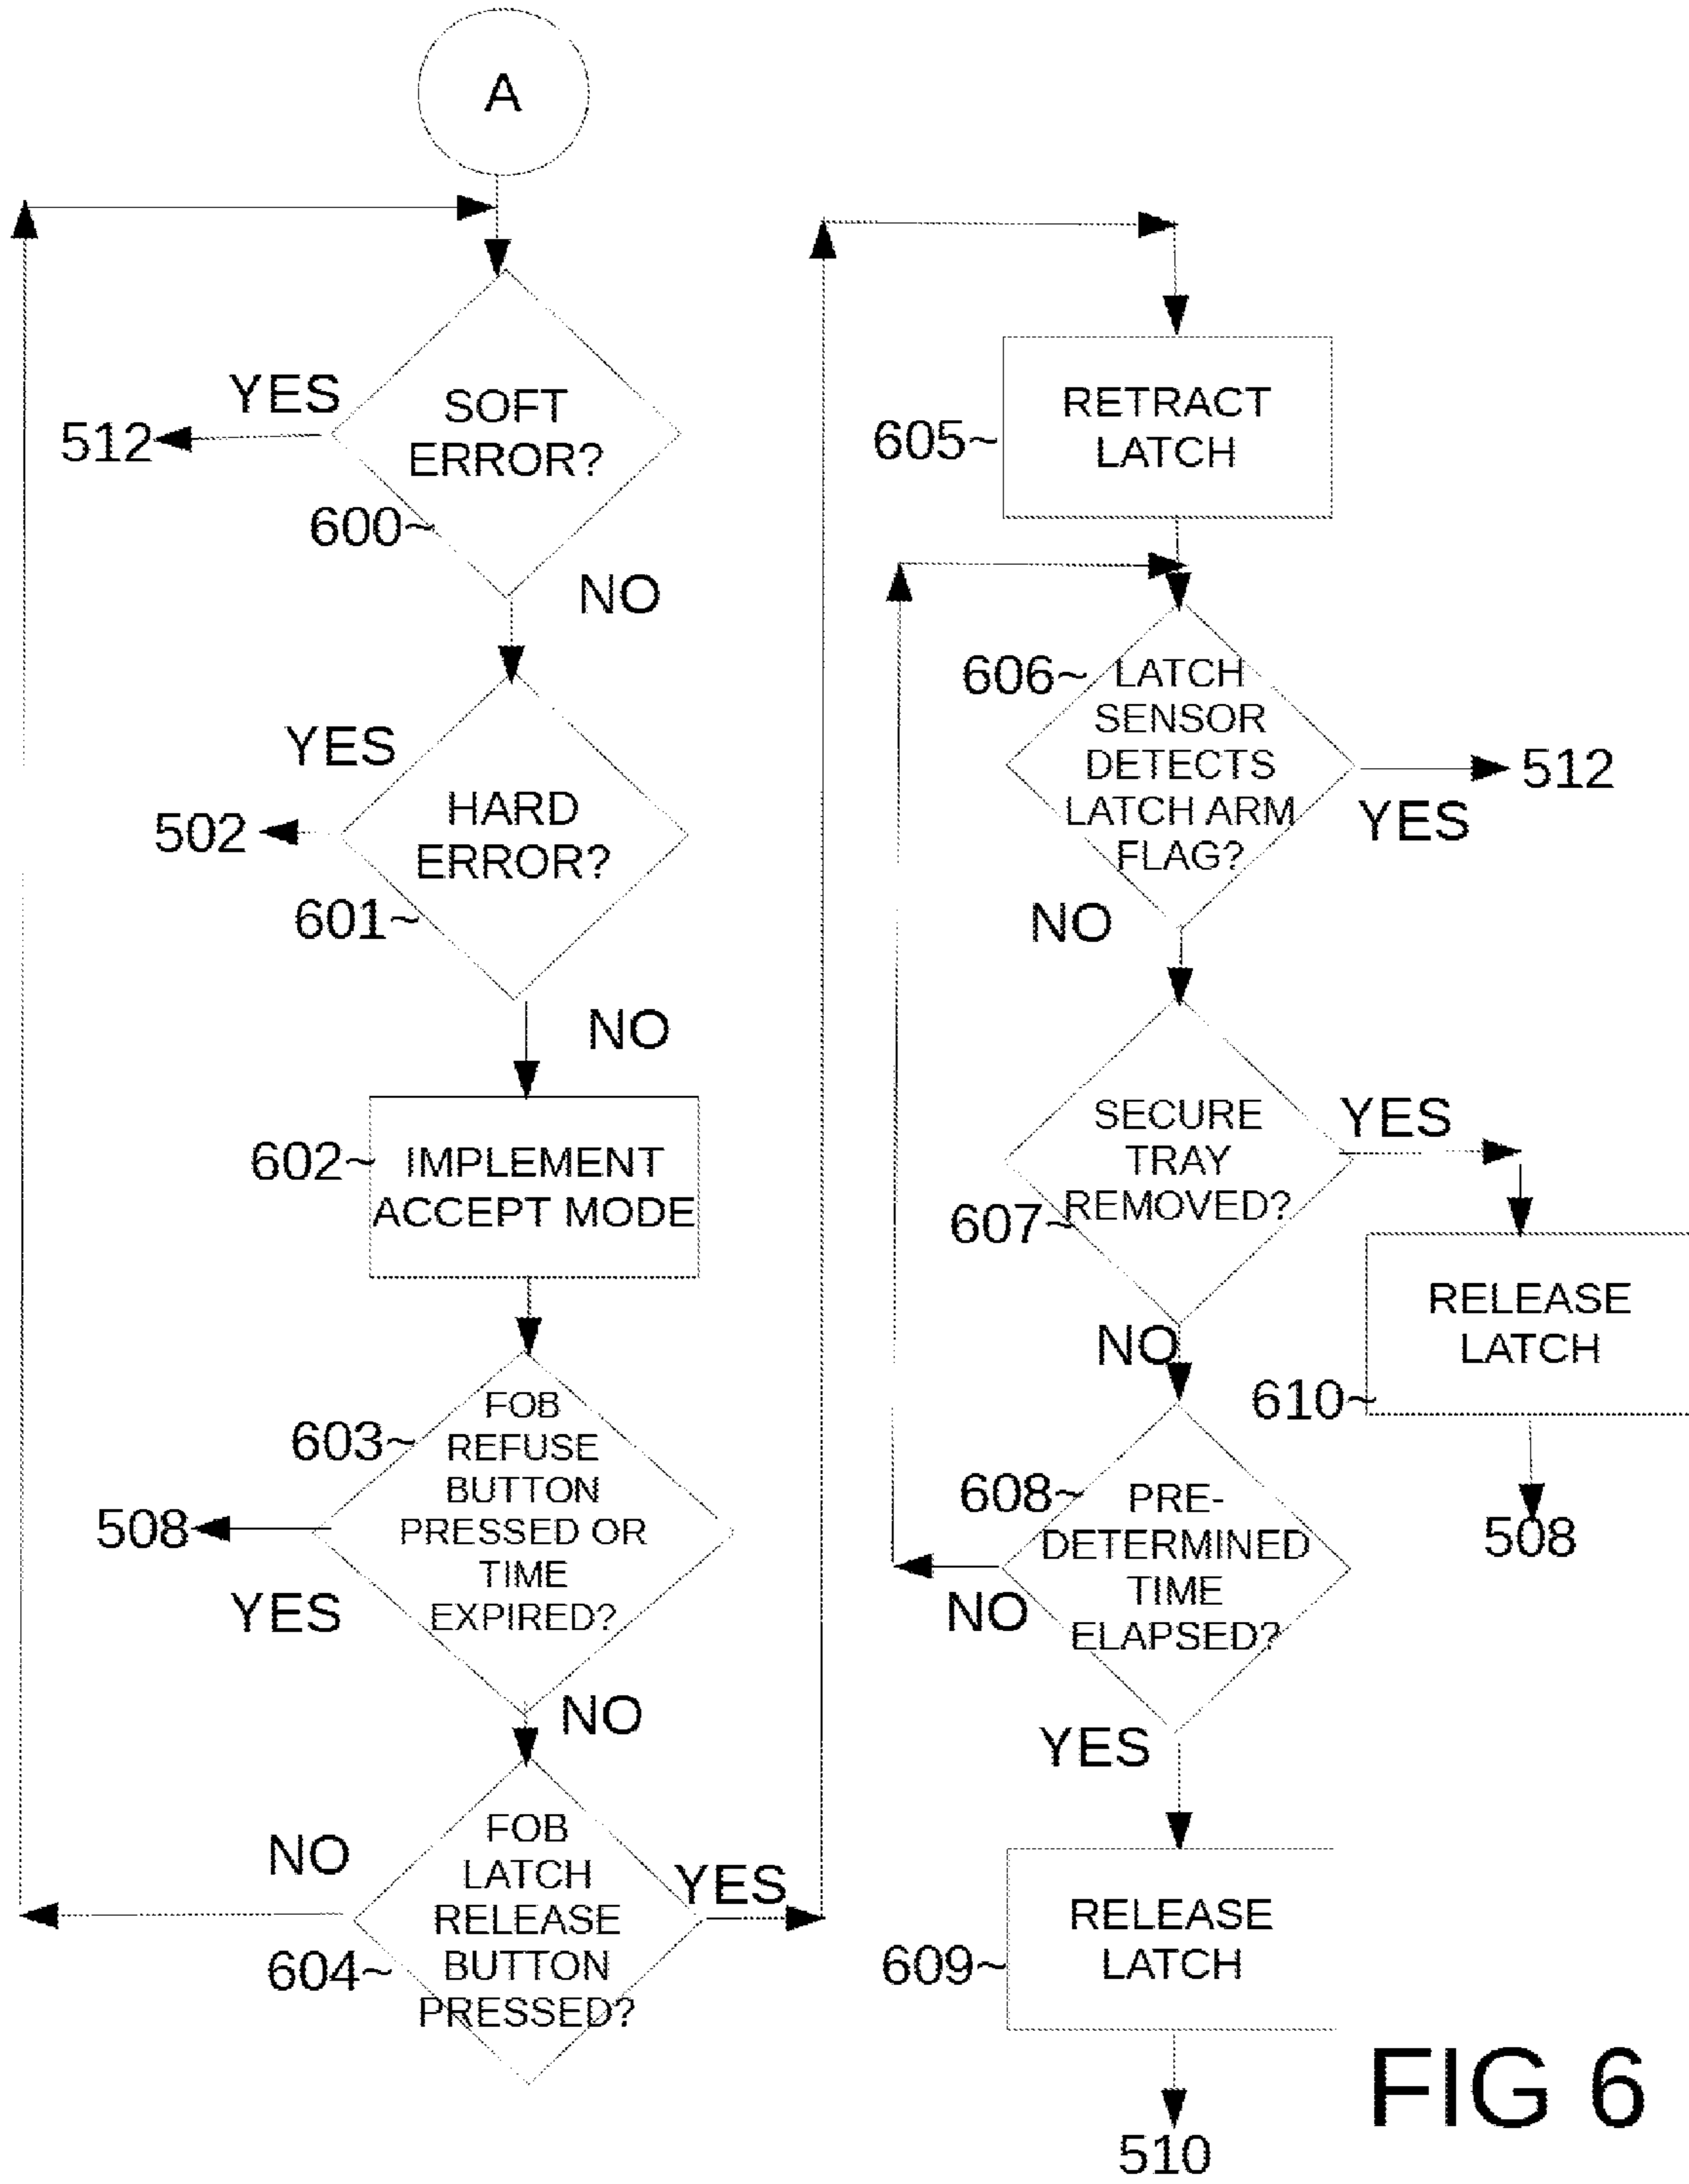 A
YES
512
SOFT
ERROR?
600~
NO
YES
HARD
ERROR?
502
601~
NO
602~
IMPLEMENT
ACCEPT MODE
603~
FOB
REFUSE
BUTTON
PRESSED OR
TIME
EXPIRED?
508
YES
NO
NO
FOB
LATCH
RELEASE
BUTTON
PRESSED?
YES
604~
605~
RETRACT
LATCH
606~
LATCH
SENSOR
DETECTS
LATCH ARM
FLAG?
512
YES
NO
SECURE
TRAY
REMOVED?
YES
607~
NO
RELEASE
LATCH
610~
508
608~
PRE-
DETERMINED
TIME
ELAPSED?
NO
YES
RELEASE
LATCH
609~
510
FIG 6